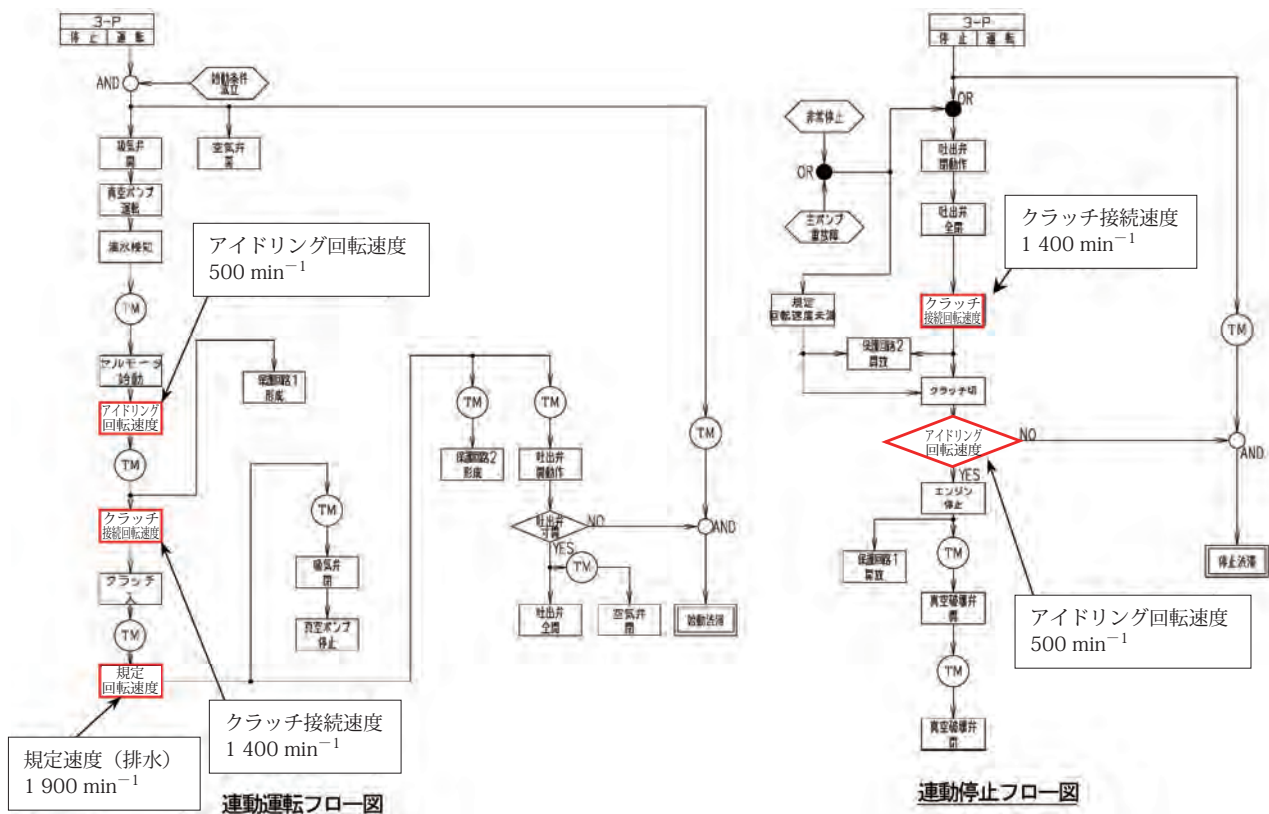 3-P
停止 運転
AND
始動条件
成立
吸気弁
開
空気弁
開
真空ポンプ
運転
満水検知
アイドリング回転速度
500 min⁻¹
TM
セルモータ
始動
保護回路1
形成
アイドリング
回転速度
TM
TM
TM
TM
保護回路2
形成
吐出弁
開動作
クラッチ
接続回転速度
TM
吐出弁
NO
AND
YES
TM
クラッチ
入
吸気弁
閉
吐出弁
全開
空気弁
閉
始動渋滞
TM
真空ポンプ
停止
規定
回転速度
クラッチ接続速度
1 400 min⁻¹
規定速度（排水）
1 900 min⁻¹
連動運転フロー図
3-P
停止 運転
OR
非常停止
吐出弁
閉動作
OR
主ポンプ
重故障
吐出弁
全閉
クラッチ接続速度
1 400 min⁻¹
規定
回転速度未満
クラッチ
接続回転速度
TM
保護回路2
開放
クラッチ切
アイドリング
回転速度
NO
AND
YES
エンジン
停止
保護回路1
開放
TM
停止渋滞
真空破壊弁
開
アイドリング回転速度
500 min⁻¹
TM
真空破壊弁
閉
連動停止フロー図